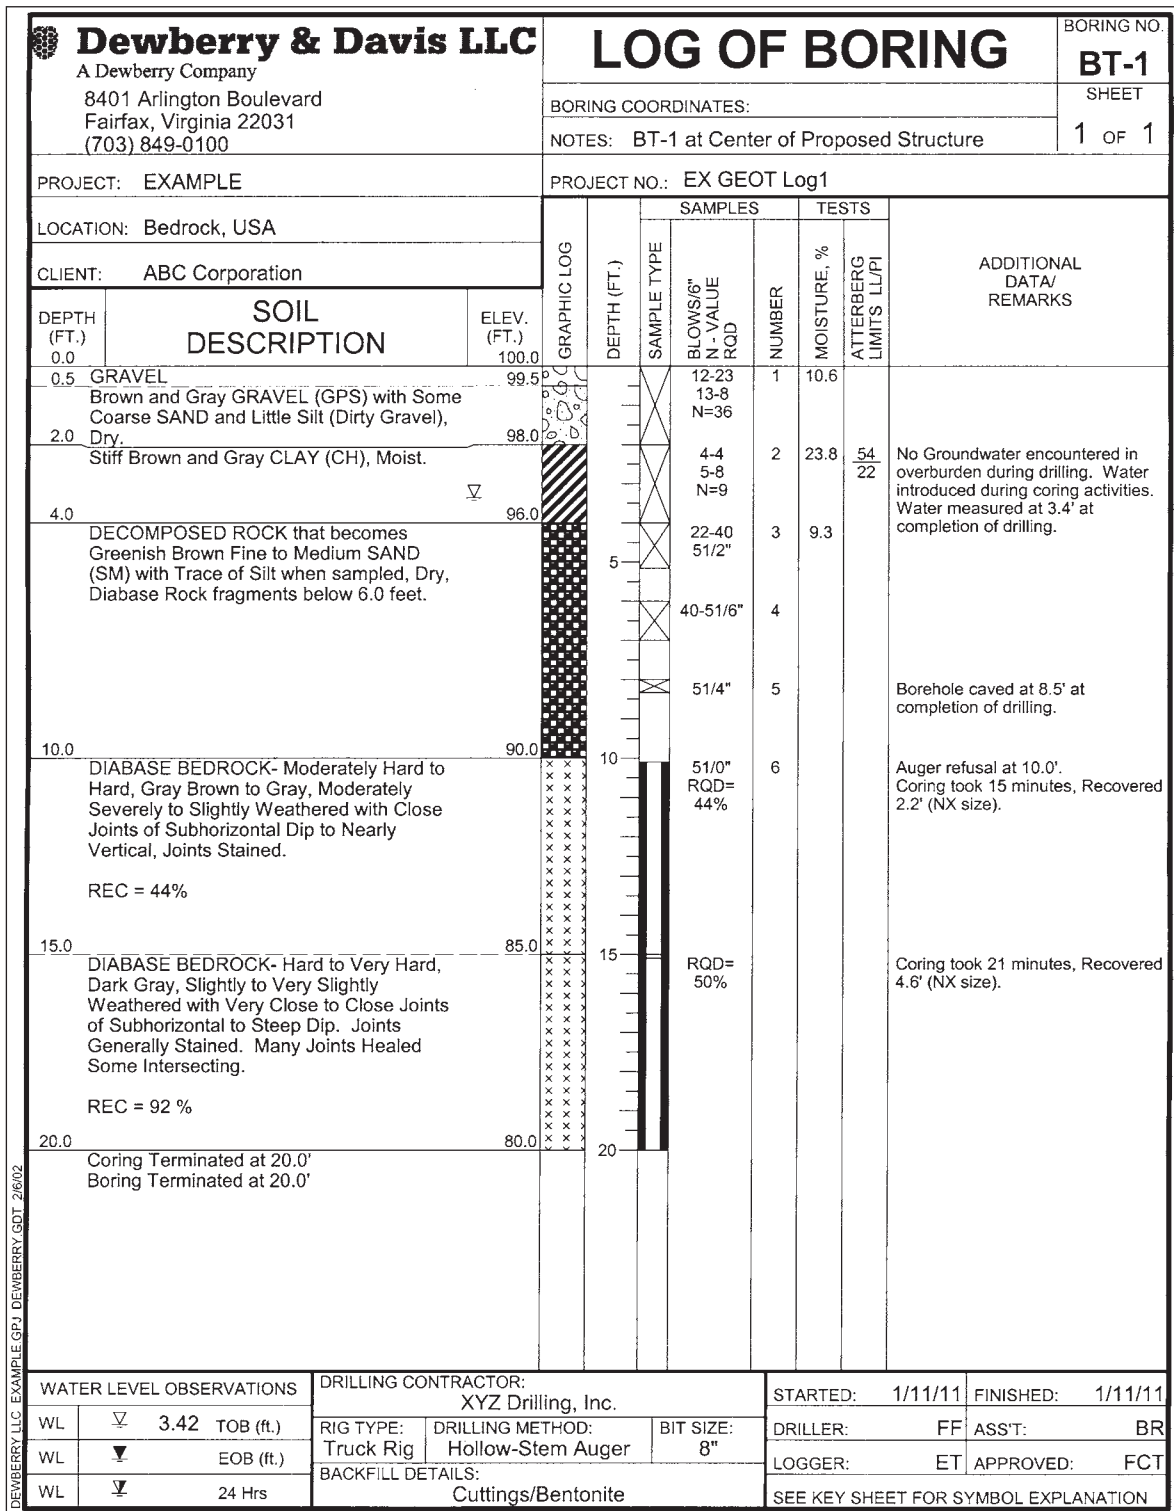 Dewberry & Davis LLC
A Dewberry Company
8401 Arlington Boulevard
Fairfax, Virginia 22031
(703) 849-0100
LOG OF BORING
BORING NO.
BT-1
SHEET
1 OF 1
BORING COORDINATES:
NOTES: BT-1 at Center of Proposed Structure
PROJECT: EXAMPLE
PROJECT NO.: EX GEOT Log1
LOCATION: Bedrock, USA
CLIENT: ABC Corporation
DEPTH (FT.) 0.0
SOIL DESCRIPTION
ELEV. (FT.) 100.0
GRAPHIC LOG
DEPTH (FT.)
SAMPLES
SAMPLE TYPE
BLOWS/6"
N - VALUE
RQD
NUMBER
TESTS
MOISTURE, %
ATTERBERG
LIMITS LL/PI
ADDITIONAL
DATA/
REMARKS
0.5 GRAVEL 99.5
Brown and Gray GRAVEL (GPS) with Some
Coarse SAND and Little Silt (Dirty Gravel),
2.0 Dry. 98.0
12-23 1 10.6
13-8
N=36
Stiff Brown and Gray CLAY (CH), Moist.
4.0 96.0
4-4 2 23.8 54
5-8 22
N=9
No Groundwater encountered in
overburden during drilling. Water
introduced during coring activities.
Water measured at 3.4' at
completion of drilling.
DECOMPOSED ROCK that becomes
Greenish Brown Fine to Medium SAND
(SM) with Trace of Silt when sampled, Dry,
Diabase Rock fragments below 6.0 feet.
22-40 3 9.3
51/2"
5
40-51/6" 4
51/4" 5
Borehole caved at 8.5' at
completion of drilling.
10.0 90.0 10
DIABASE BEDROCK- Moderately Hard to
Hard, Gray Brown to Gray, Moderately
Severely to Slightly Weathered with Close
Joints of Subhorizontal Dip to Nearly
Vertical, Joints Stained.
REC = 44%
51/0" 6
RQD=
44%
Auger refusal at 10.0'.
Coring took 15 minutes, Recovered
2.2' (NX size).
15.0 85.0 15
DIABASE BEDROCK- Hard to Very Hard,
Dark Gray, Slightly to Very Slightly
Weathered with Very Close to Close Joints
of Subhorizontal to Steep Dip. Joints
Generally Stained. Many Joints Healed
Some Intersecting.
REC = 92 %
RQD=
50%
Coring took 21 minutes, Recovered
4.6' (NX size).
20.0 80.0 20
Coring Terminated at 20.0'
Boring Terminated at 20.0'
DEWBERRY LLC EXAMPLE.GPJ DEWBERRY.GDT 2/6/02
WATER LEVEL OBSERVATIONS
WL 3.42 TOB (ft.)
WL EOB (ft.)
WL 24 Hrs
DRILLING CONTRACTOR:
XYZ Drilling, Inc.
RIG TYPE:
Truck Rig
DRILLING METHOD:
Hollow-Stem Auger
BIT SIZE:
8"
BACKFILL DETAILS:
Cuttings/Bentonite
STARTED: 1/11/11 FINISHED: 1/11/11
DRILLER: FF ASS'T: BR
LOGGER: ET APPROVED: FCT
SEE KEY SHEET FOR SYMBOL EXPLANATION